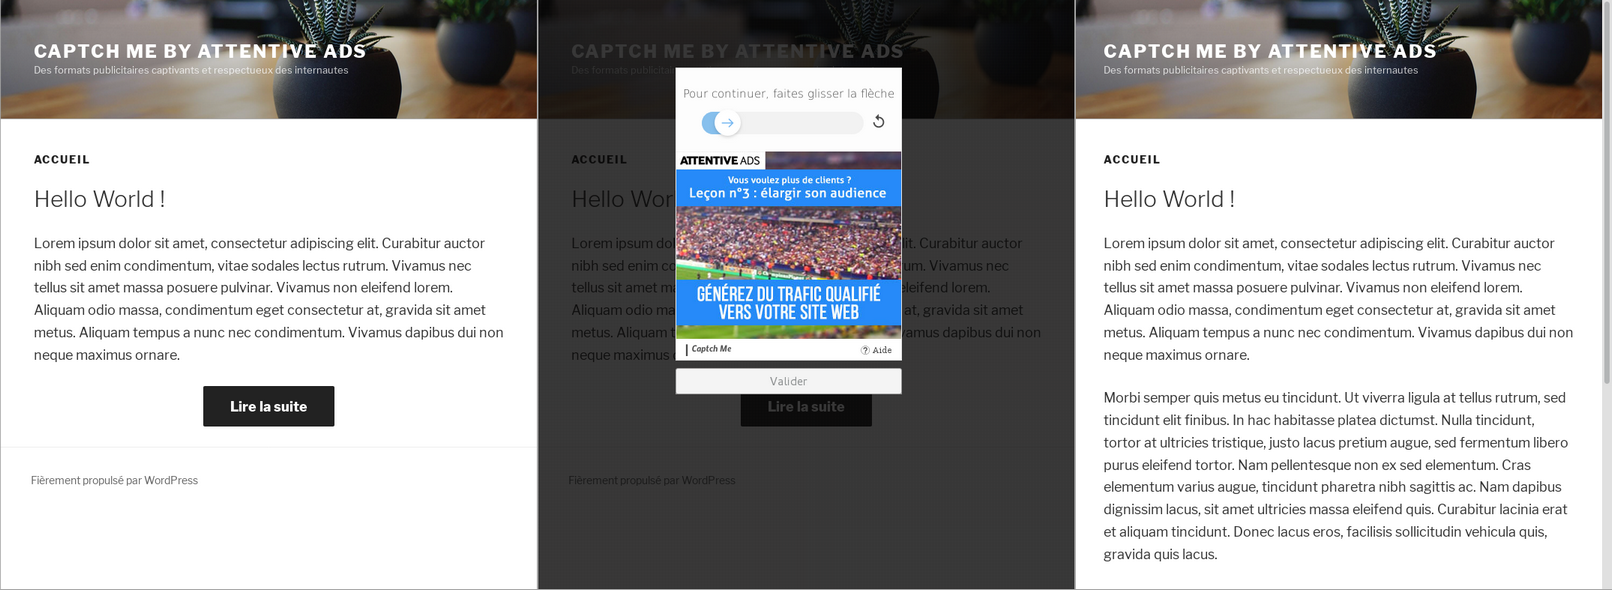 CAPTCH ME BY ATTENTIVE ADS
Des formats publicitaires captivants et respectueux des internautes
ACCUEIL
Hello World !
Lorem ipsum dolor sit amet, consectetur adipiscing elit. Curabitur auctor
nibh sed enim condimentum, vitae sodales lectus rutrum. Vivamus nec
tellus sit amet massa posuere pulvinar. Vivamus non eleifend lorem.
Aliquam odio massa, condimentum eget consectetur at, gravida sit amet
metus. Aliquam tempus a nunc nec condimentum. Vivamus dapibus dui non
neque maximus ornare.
Lire la suite
Fièrement propulsé par WordPress
CAPTCH ME BY ATTENTIVE ADS
Des formats publicitaires
ACCUEIL
Hello Wor
Lorem ipsum do
lit. Curabitur auctor
nibh sed enim co
um. Vivamus nec
tellus sit amet m
eleifend lorem.
Aliquam odio ma
at, gravida sit amet
metus. Aliquam t
vamus dapibus dui non
neque maximus
Pour continuer, faites glisser la flèche
ATTENTIVE ADS
Vous voulez plus de clients ?
Leçon n°3 : élargir son audience
GÉNÉREZ DU TRAFIC QUALIFIÉ
VERS VOTRE SITE WEB
Captch Me
? Aide
Valider
Lire la suite
Fièrement propulsé par WordPress
CAPTCH ME BY ATTENTIVE ADS
Des formats publicitaires captivants et respectueux des internautes
ACCUEIL
Hello World !
Lorem ipsum dolor sit amet, consectetur adipiscing elit. Curabitur auctor
nibh sed enim condimentum, vitae sodales lectus rutrum. Vivamus nec
tellus sit amet massa posuere pulvinar. Vivamus non eleifend lorem.
Aliquam odio massa, condimentum eget consectetur at, gravida sit amet
metus. Aliquam tempus a nunc nec condimentum. Vivamus dapibus dui non
neque maximus ornare.
Morbi semper quis metus eu tincidunt. Ut viverra ligula at tellus rutrum, sed
tincidunt elit finibus. In hac habitasse platea dictumst. Nulla tincidunt,
tortor at ultricies tristique, justo lacus pretium augue, sed fermentum libero
purus eleifend tortor. Nam pellentesque non ex sed elementum. Cras
elementum varius augue, tincidunt pharetra nibh sagittis ac. Nam dapibus
dignissim lacus, sit amet ultricies massa eleifend quis. Curabitur lacinia erat
et aliquam tincidunt. Donec lacus eros, facilisis sollicitudin vehicula quis,
gravida quis lacus.